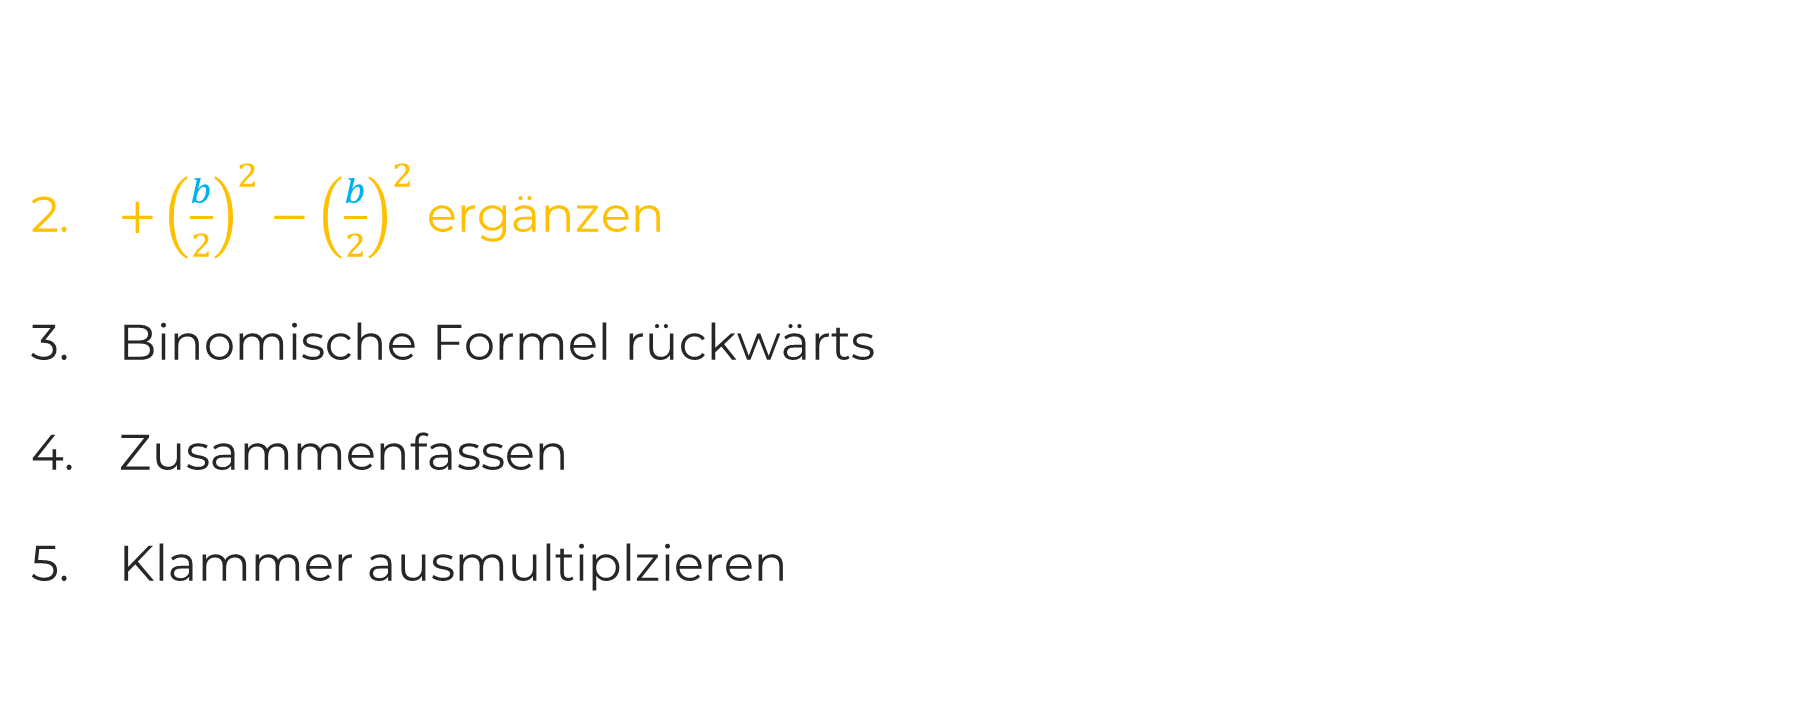 2. + (b/2)² − (b/2)² ergänzen
3. Binomische Formel rückwärts
4. Zusammenfassen
5. Klammer ausmultiplzieren